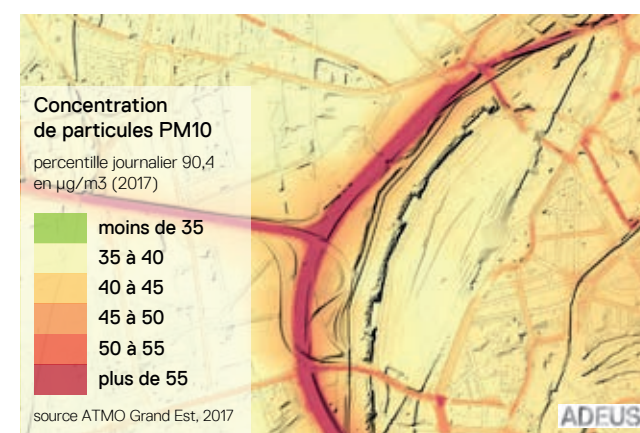 Concentration
de particules PM10
percentille journalier 90,4
en µg/m3 (2017)
moins de 35
35 à 40
40 à 45
45 à 50
50 à 55
plus de 55
source ATMO Grand Est, 2017
ADEUS